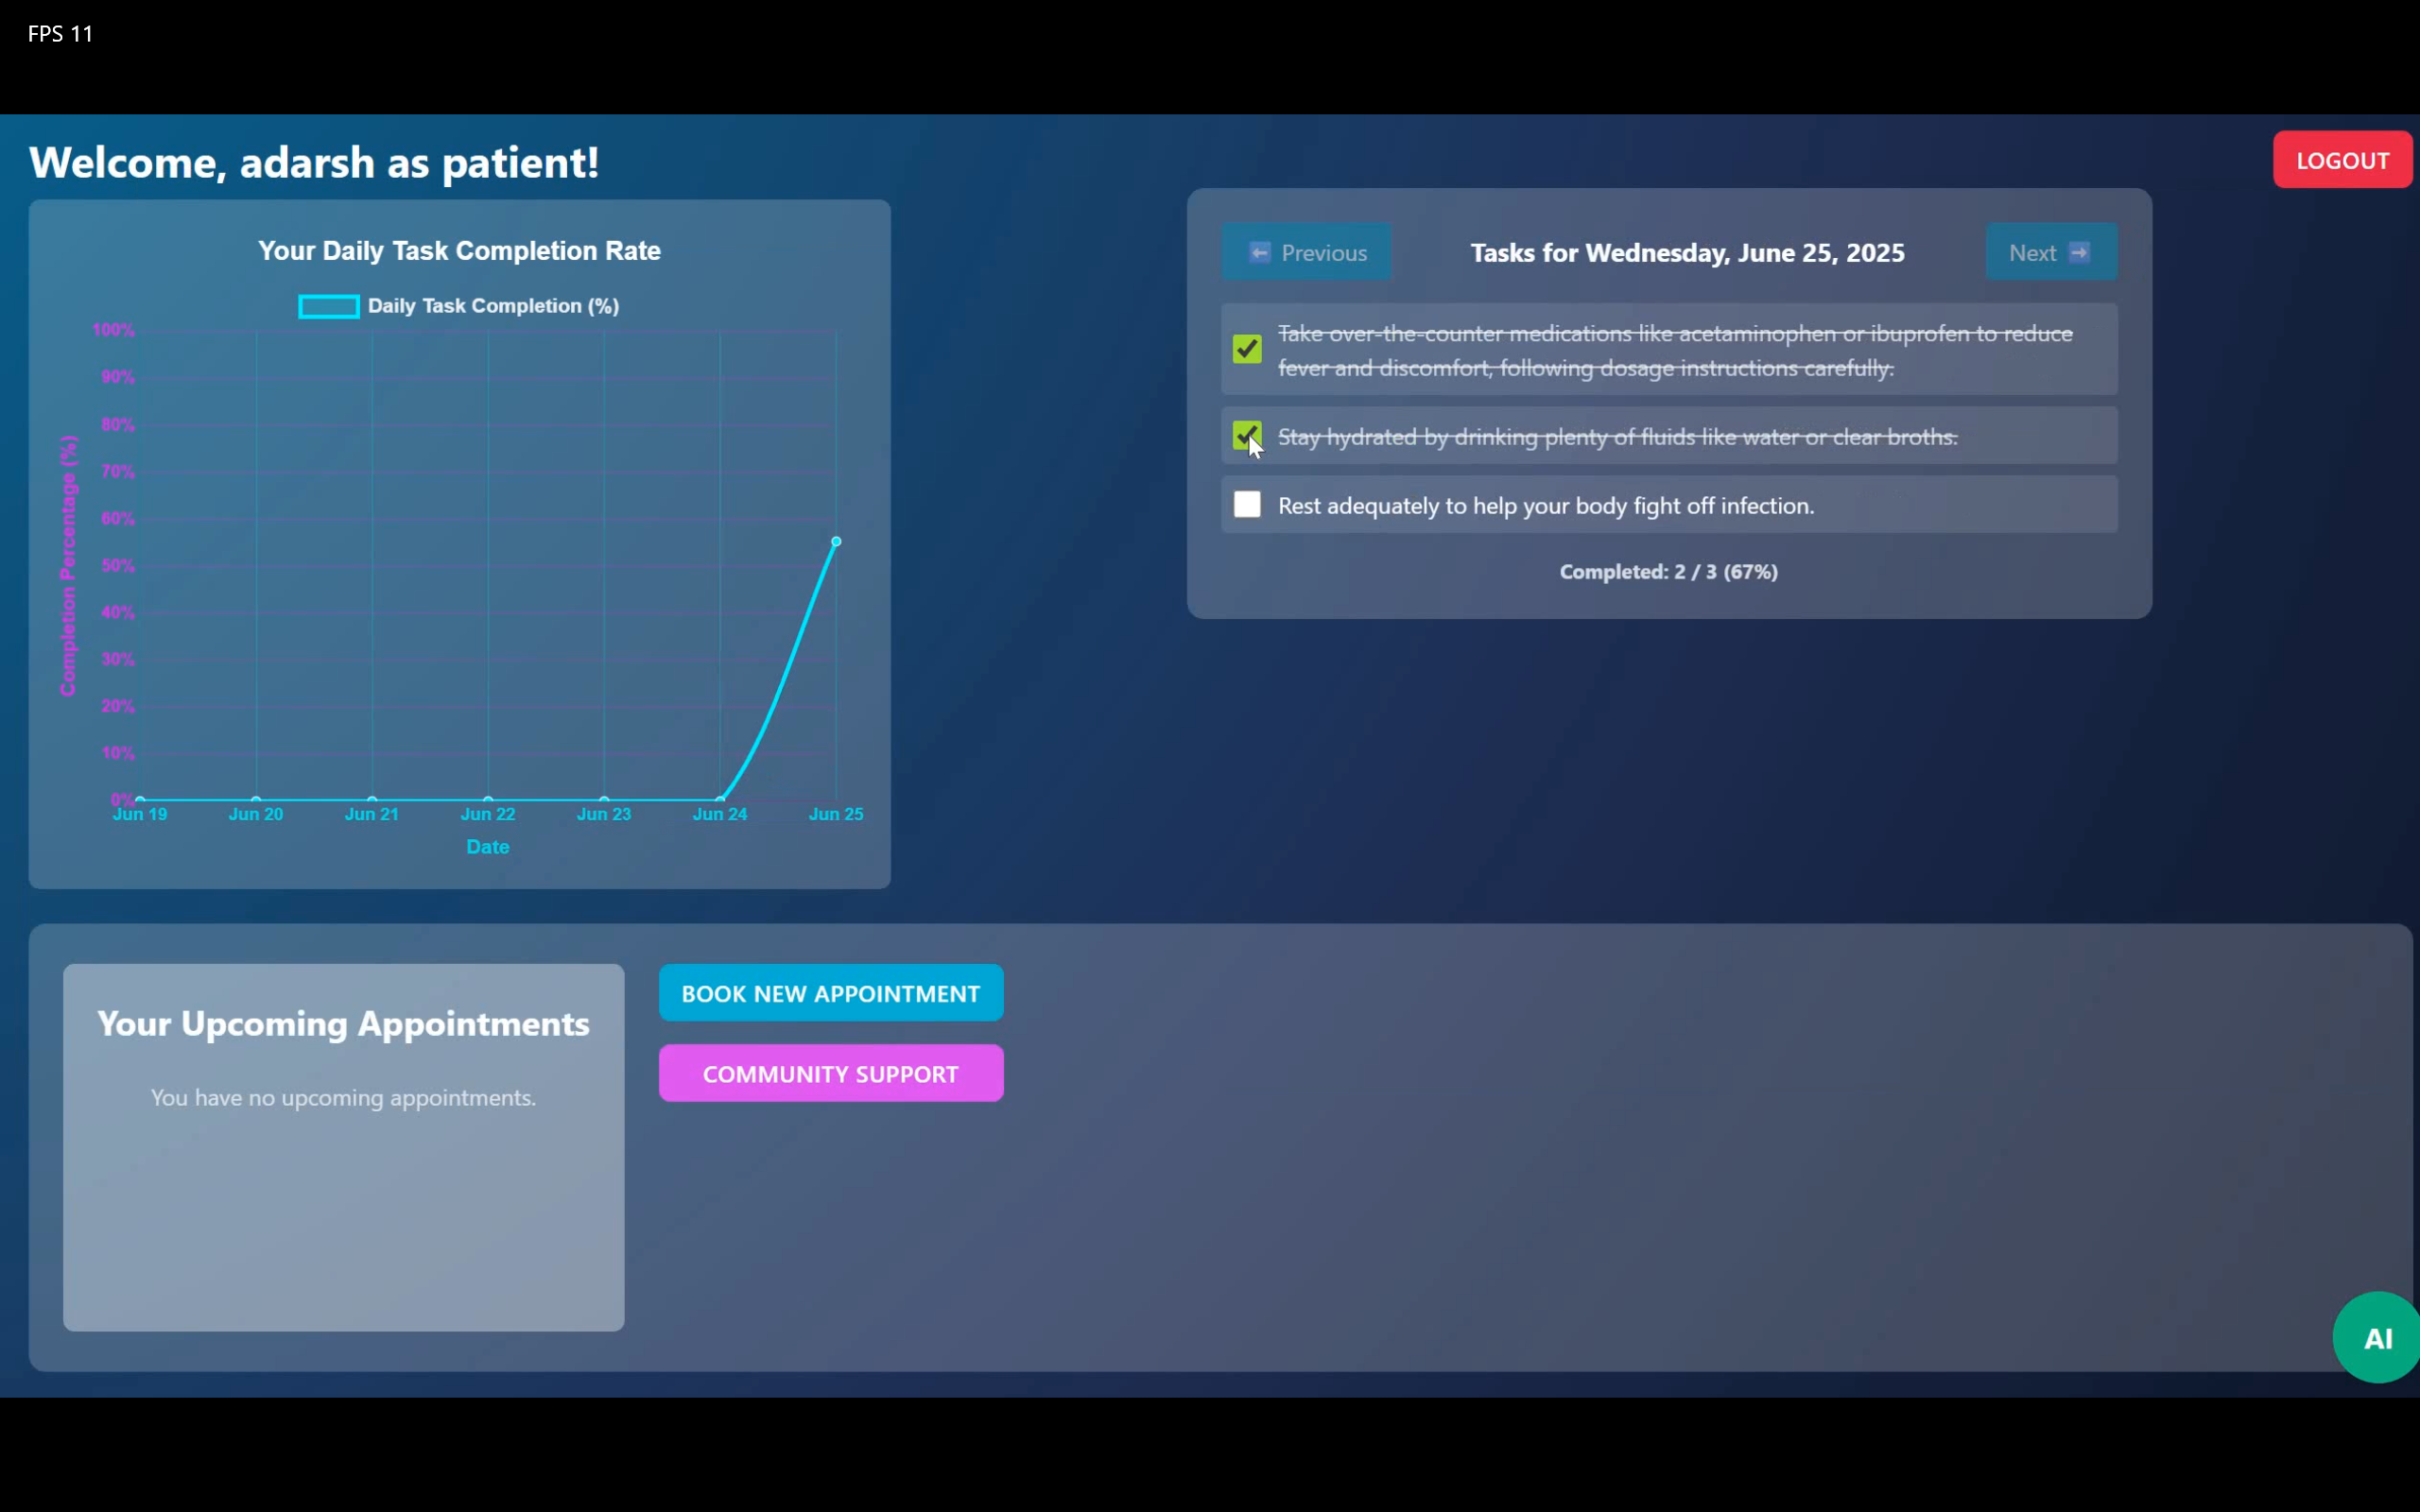 FPS 11
Welcome, adarsh as patient!
LOGOUT
Your Daily Task Completion Rate
Daily Task Completion (%)
Completion Percentage (%)
100%
90%
80%
70%
60%
50%
40%
30%
20%
10%
0%
Jun 19 Jun 20 Jun 21 Jun 22 Jun 23 Jun 24 Jun 25
Date
Previous Tasks for Wednesday, June 25, 2025 Next
Take over-the-counter medications like acetaminophen or ibuprofen to reduce
fever and discomfort, following dosage instructions carefully.
Stay hydrated by drinking plenty of fluids like water or clear broths.
Rest adequately to help your body fight off infection.
Completed: 2 / 3 (67%)
Your Upcoming Appointments
You have no upcoming appointments.
BOOK NEW APPOINTMENT
COMMUNITY SUPPORT
AI